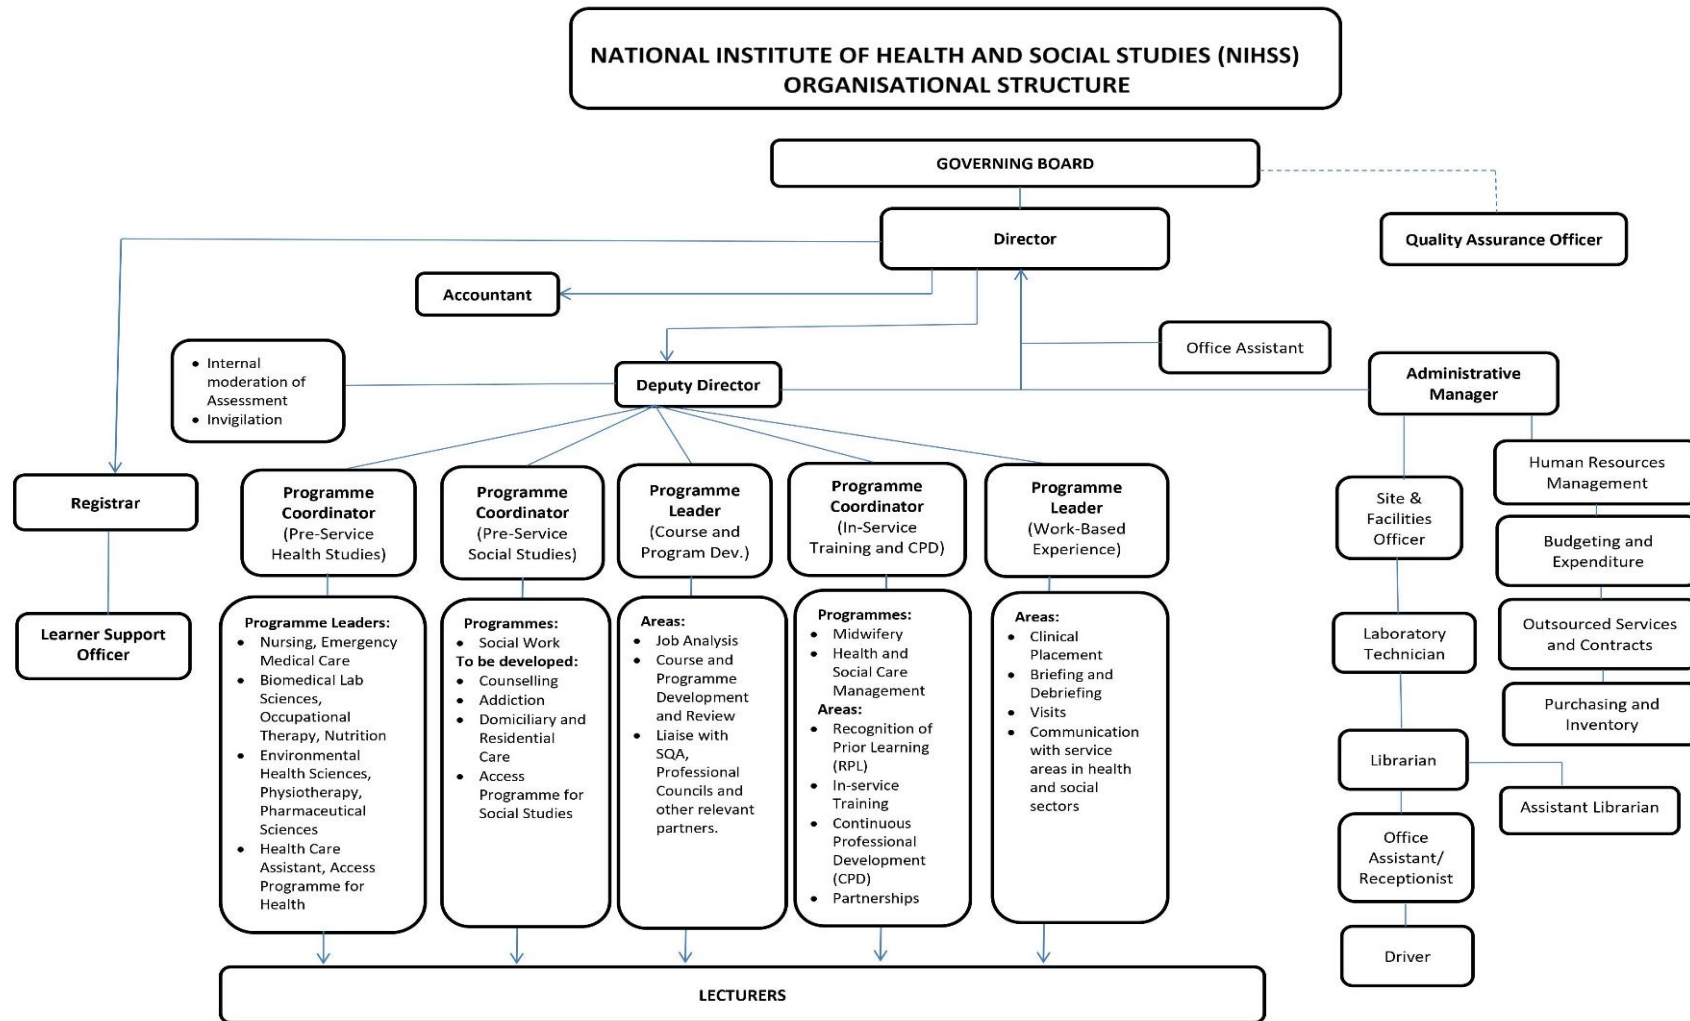 NATIONAL INSTITUTE OF HEALTH AND SOCIAL STUDIES (NIHSS)
ORGANISATIONAL STRUCTURE
GOVERNING BOARD
Director
Quality Assurance Officer
Accountant
Office Assistant
• Internal
moderation of
Assessment
• Invigilation
Deputy Director
Administrative
Manager
Registrar
Learner Support
Officer
Programme
Coordinator
(Pre-Service
Health Studies)
Programme
Coordinator
(Pre-Service
Social Studies)
Programme
Leader
(Course and
Program Dev.)
Programme
Coordinator
(In-Service
Training and CPD)
Programme
Leader
(Work-Based
Experience)
Programme Leaders:
• Nursing, Emergency
Medical Care
• Biomedical Lab
Sciences,
Occupational
Therapy, Nutrition
• Environmental
Health Sciences,
Physiotherapy,
Pharmaceutical
Sciences
• Health Care
Assistant, Access
Programme for
Health
Programmes:
• Social Work
To be developed:
• Counselling
• Addiction
• Domiciliary and
Residential
Care
• Access
Programme for
Social Studies
Areas:
• Job Analysis
• Course and
Programme
Development
and Review
• Liaise with
SQA,
Professional
Councils and
other relevant
partners.
Programmes:
• Midwifery
• Health and
Social Care
Management
Areas:
• Recognition of
Prior Learning
(RPL)
• In-service
Training
• Continuous
Professional
Development
(CPD)
• Partnerships
Areas:
• Clinical
Placement
• Briefing and
Debriefing
• Visits
• Communication
with service
areas in health
and social
sectors
LECTURERS
Site &
Facilities
Officer
Laboratory
Technician
Librarian
Assistant Librarian
Office
Assistant/
Receptionist
Driver
Human Resources
Management
Budgeting and
Expenditure
Outsourced Services
and Contracts
Purchasing and
Inventory